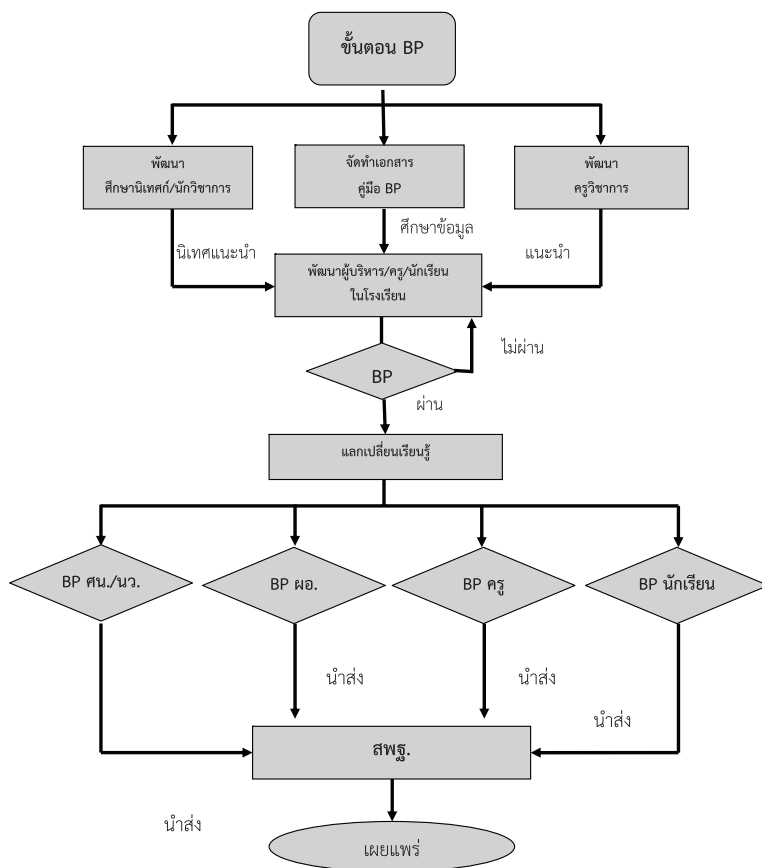 ขั้นตอน BP
พัฒนา
ศึกษานิเทศก์/นักวิชาการ
จัดทำเอกสาร
คู่มือ BP
พัฒนา
ครูวิชาการ
นิเทศแนะนำ
ศึกษาข้อมูล
แนะนำ
พัฒนาผู้บริหาร/ครู/นักเรียน
ในโรงเรียน
ไม่ผ่าน
BP
ผ่าน
แลกเปลี่ยนเรียนรู้
BP ศน./นว.
BP ผอ.
BP ครู
BP นักเรียน
นำส่ง
นำส่ง
นำส่ง
สพฐ.
นำส่ง
เผยแพร่